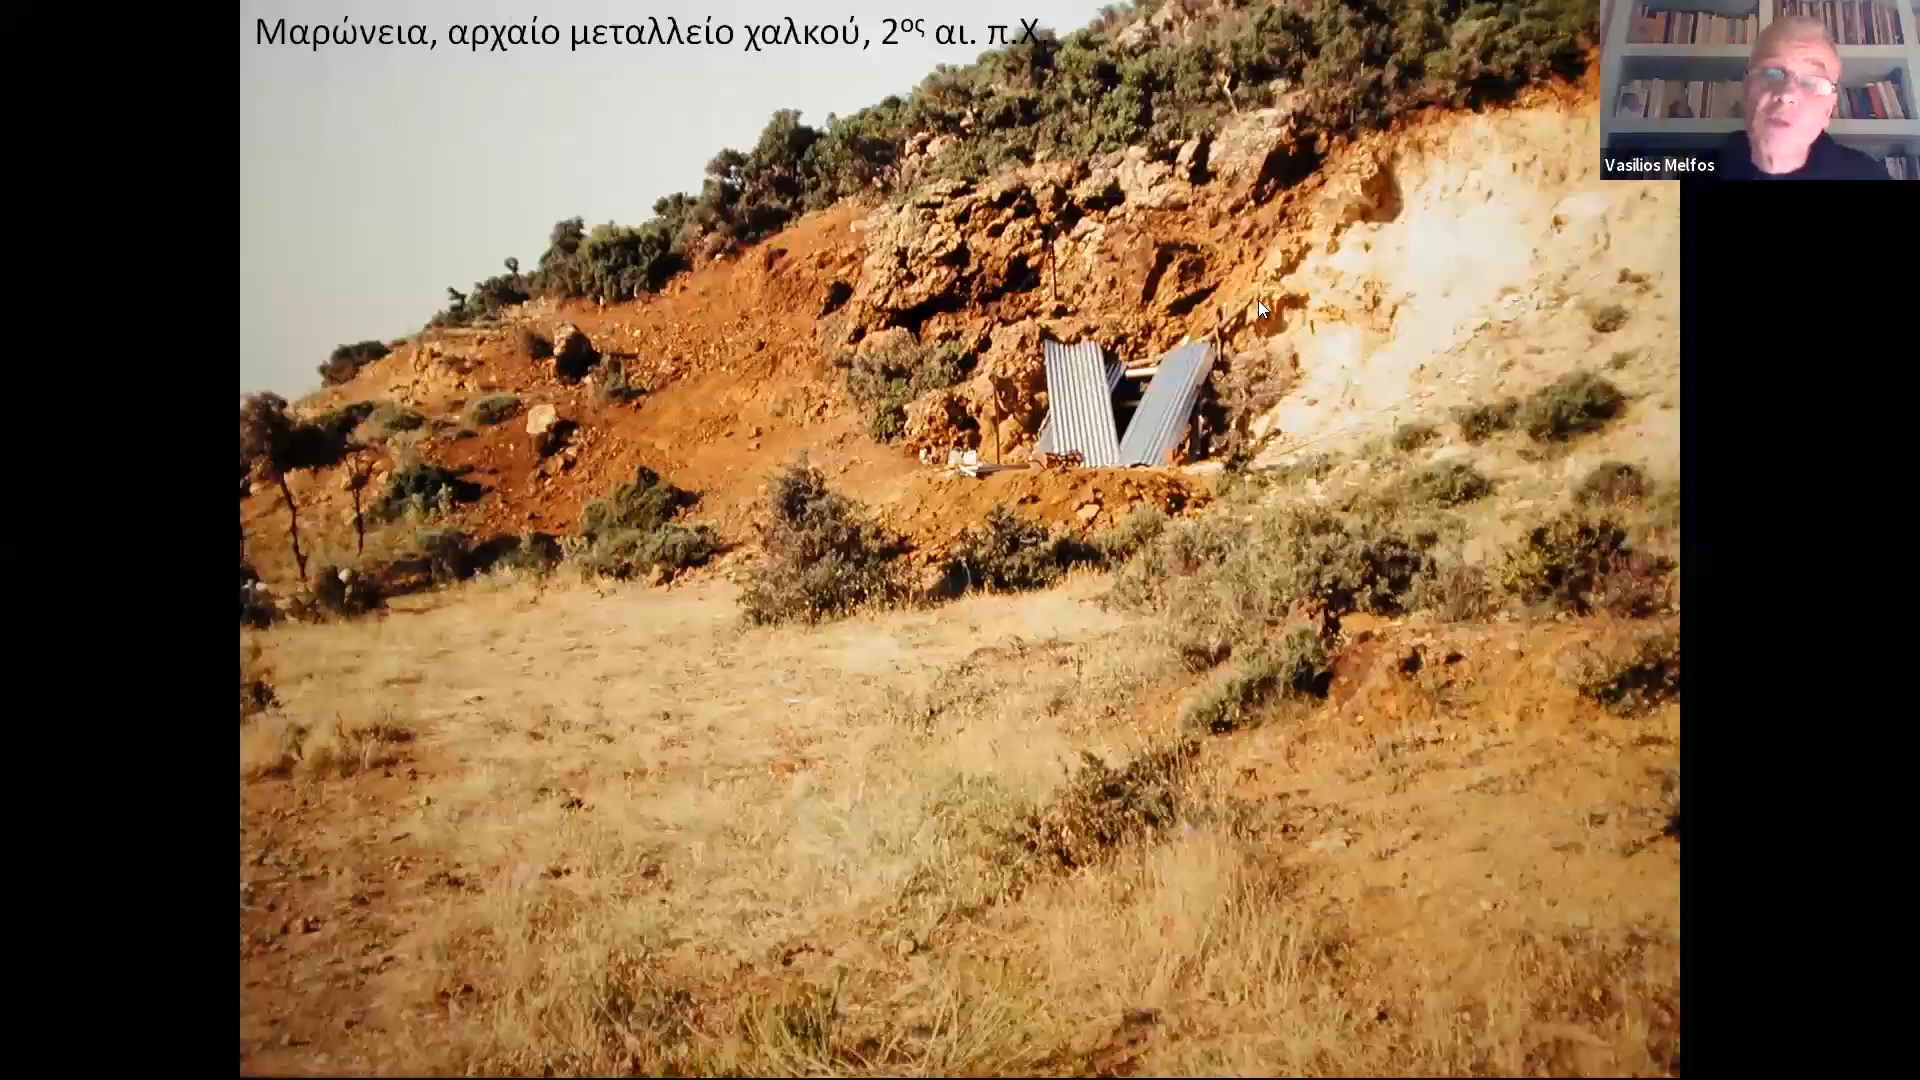 Μαρώνεια, αρχαίο μεταλλείο χαλκού, 2ος αι. π.Χ.
Vasilios Melfos